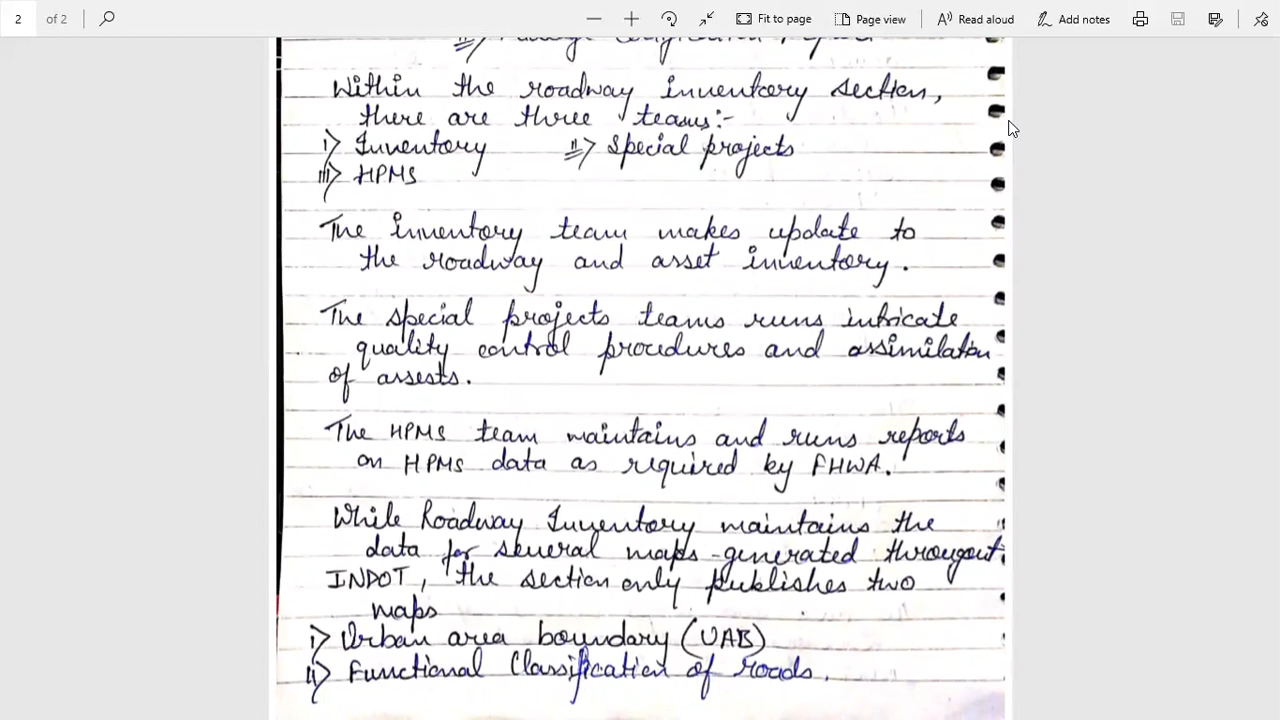 2 of 2 Fit to page Page view Read aloud Add notes
Within the roadway inventory section,
there are three teams:-
i) Inventory ii) Special projects
iii) HPMS
The inventory team makes update to
the roadway and asset inventory.
The special projects teams runs intricate
quality control procedures and assimilation
of assests.
The HPMS team maintains and runs reports
on HPMS data as required by FHWA.
While Roadway Inventory maintains the
data for several maps generated througout
INDOT, the section only publishes two
maps
i) Urban area boundary (UAB)
ii) Functional Classification of roads.